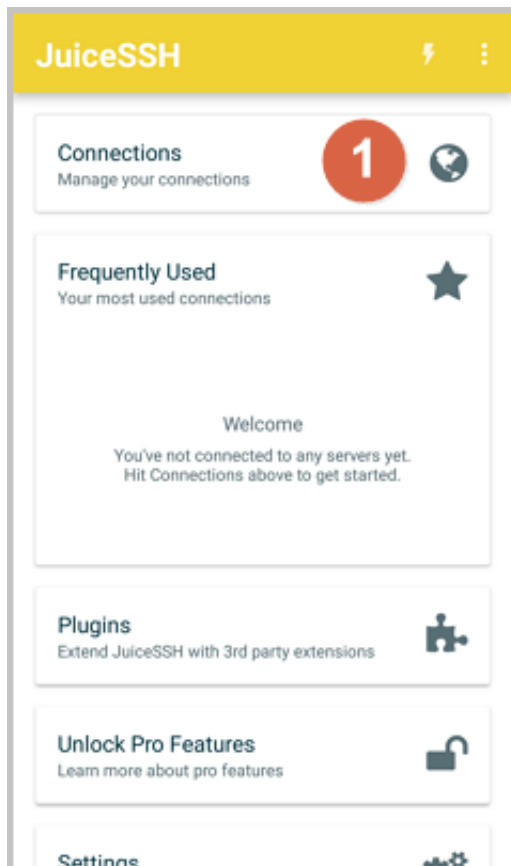 JuiceSSH
Connections
Manage your connections
1
Frequently Used
Your most used connections
Welcome
You've not connected to any servers yet.
Hit Connections above to get started.
Plugins
Extend JuiceSSH with 3rd party extensions
Unlock Pro Features
Learn more about pro features
Settings